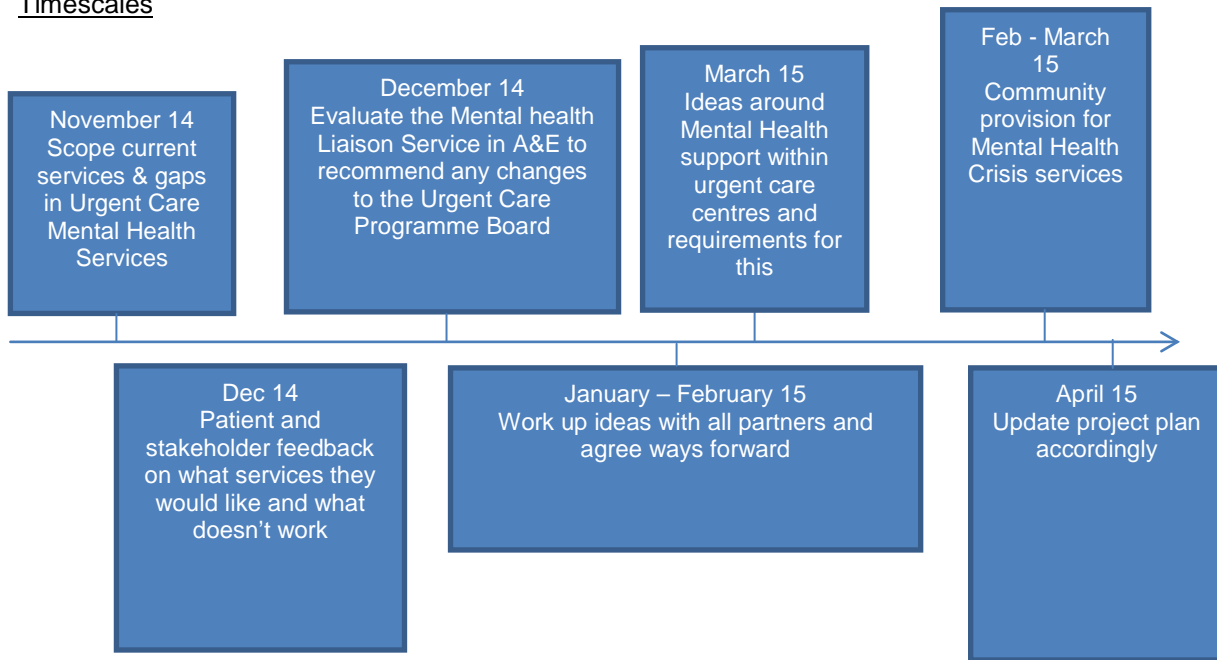 Timescales
November 14
Scope current
services & gaps
in Urgent Care
Mental Health
Services
December 14
Evaluate the Mental health
Liaison Service in A&E to
recommend any changes
to the Urgent Care
Programme Board
March 15
Ideas around
Mental Health
support within
urgent care
centres and
requirements for
this
Feb - March
15
Community
provision for
Mental Health
Crisis services
Dec 14
Patient and
stakeholder feedback
on what services they
would like and what
doesn’t work
January – February 15
Work up ideas with all partners and
agree ways forward
April 15
Update project plan
accordingly